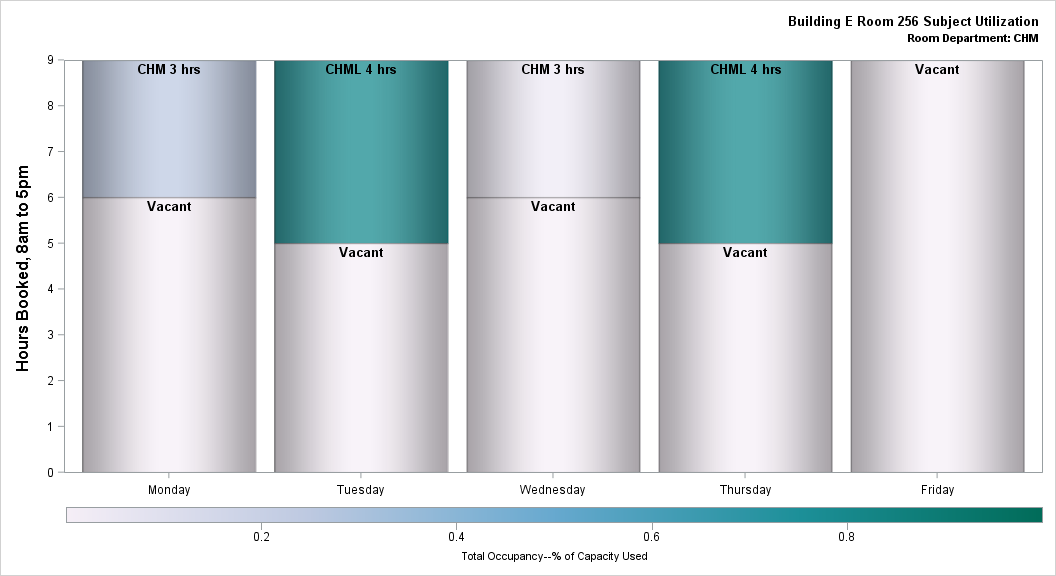 Building E Room 256 Subject Utilization
Room Department: CHM
Hours Booked, 8am to 5pm
9
8
7
6
5
4
3
2
1
0
CHM 3 hrs
CHML 4 hrs
CHM 3 hrs
CHML 4 hrs
Vacant
Vacant
Vacant
Vacant
Vacant
Monday
Tuesday
Wednesday
Thursday
Friday
0.2
0.4
0.6
0.8
Total Occupancy--% of Capacity Used